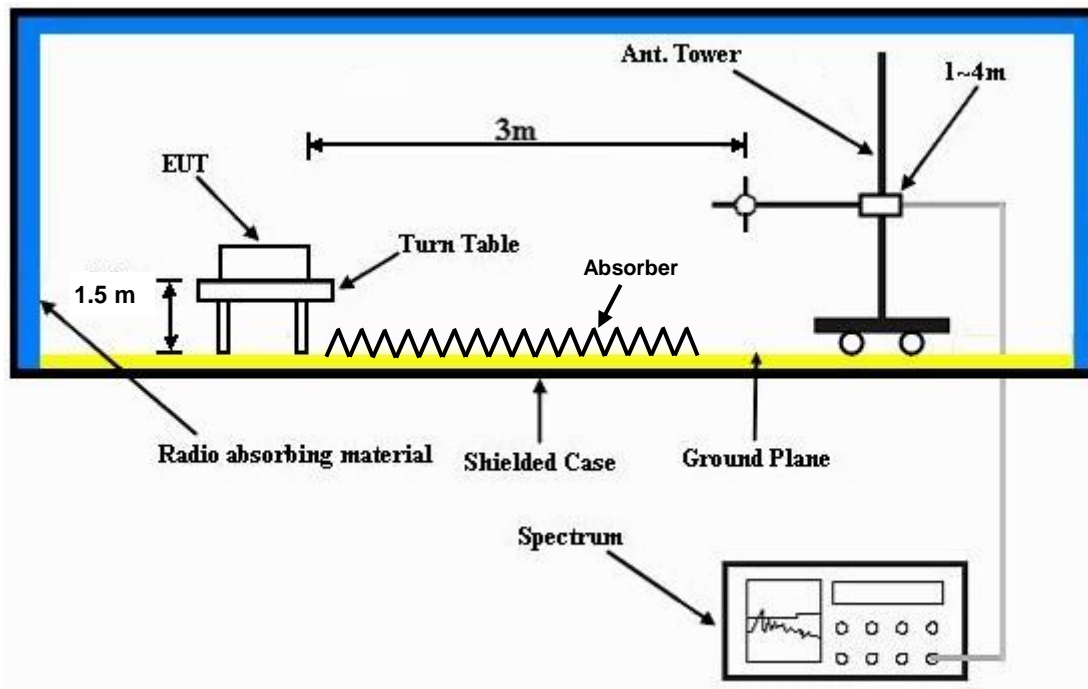 Ant. Tower
1~4m
3m
EUT
Turn Table
Absorber
1.5 m
Radio absorbing material
Shielded Case
Ground Plane
Spectrum